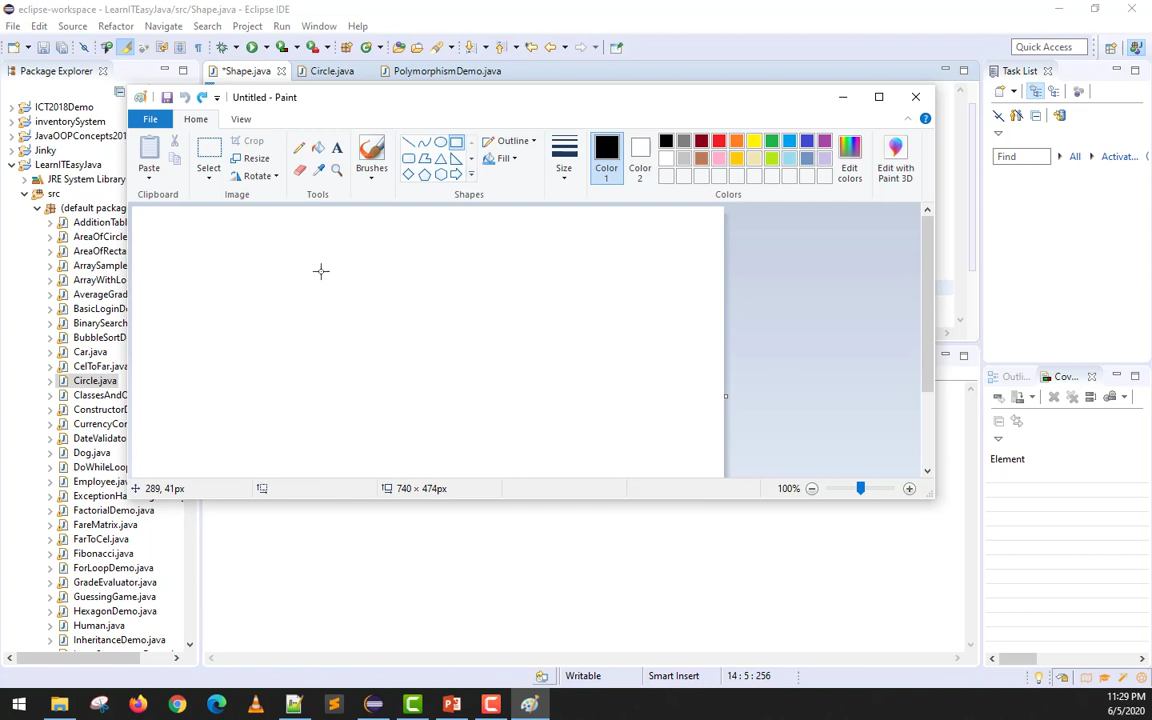 eclipse-workspace - LearnITEasyJava/src/Shape.java - Eclipse IDE
File Edit Source Refactor Navigate Search Project Run Window Help
Quick Access
Package Explorer
*Shape.java
Circle.java
PolymorphismDemo.java
Task List
Untitled - Paint
File Home View
Paste
Clipboard
Select
Crop
Resize
Rotate
Image
Tools
Brushes
Outline
Fill
Shapes
Size
Color 1
Color 2
Colors
Edit colors
Edit with Paint 3D
Find
All
Activat...
ICT2018Demo
inventorySystem
JavaOOPConcepts201
Jinky
LearnITEasyJava
JRE System Library
src
(default packag
AdditionTabl
AreaOfCircle
AreaOfRecta
ArraySample
ArrayWithLo
AverageGrad
BasicLoginDe
BinarySearch
BubbleSortD
Car.java
CelToFar.java
Circle.java
ClassesAndO
ConstructorD
CurrencyCon
DateValidato
Dog.java
DoWhileLoop
Employee.jav
ExceptionHa
FactorialDemo.java
FareMatrix.java
FarToCel.java
Fibonacci.java
ForLoopDemo.java
GradeEvaluator.java
GuessingGame.java
HexagonDemo.java
Human.java
InheritanceDemo.java
289, 41px
740 × 474px
100%
Outli...
Cov...
Element
Writable
Smart Insert
14 : 5 : 256
11:29 PM
6/5/2020